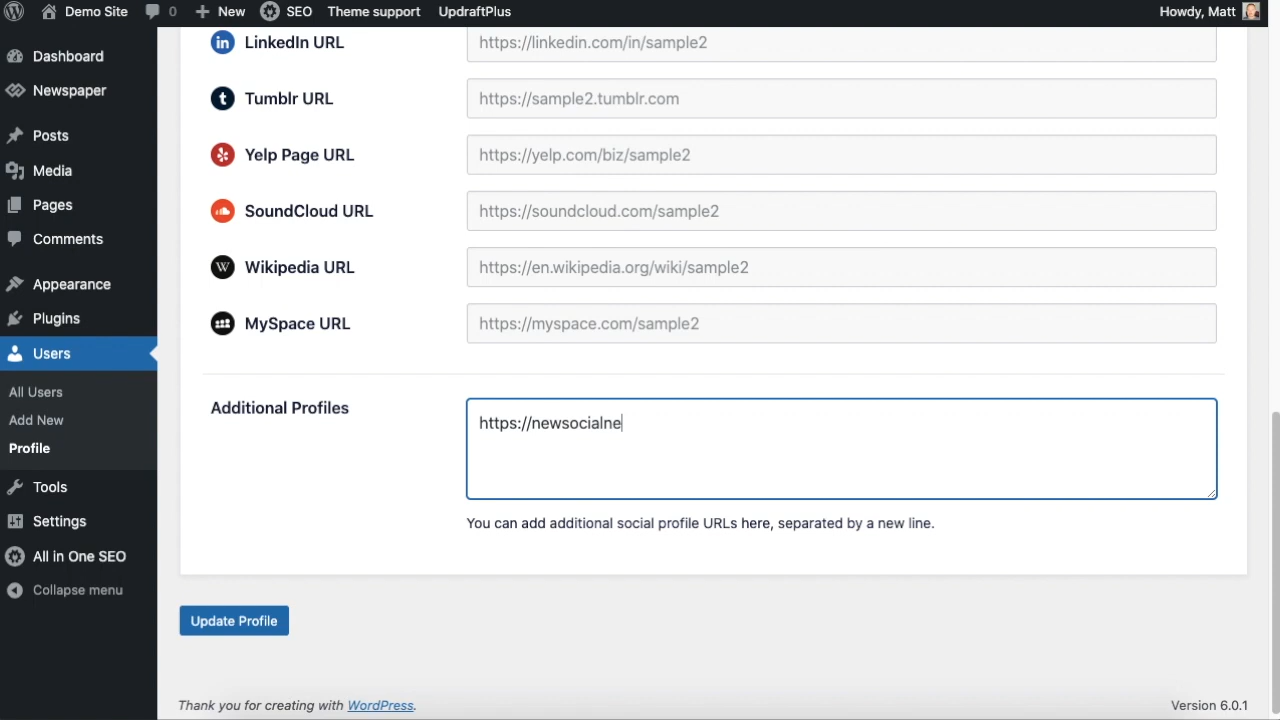 Demo Site 0 New SEO Theme support UpdraftPlus Howdy, Matt
Dashboard
Newspaper
Posts
Media
Pages
Comments
Appearance
Plugins
Users
All Users
Add New
Profile
Tools
Settings
All in One SEO
Collapse menu
LinkedIn URL https://linkedin.com/in/sample2
Tumblr URL https://sample2.tumblr.com
Yelp Page URL https://yelp.com/biz/sample2
SoundCloud URL https://soundcloud.com/sample2
Wikipedia URL https://en.wikipedia.org/wiki/sample2
MySpace URL https://myspace.com/sample2
Additional Profiles https://newsocialne
You can add additional social profile URLs here, separated by a new line.
Update Profile
Thank you for creating with WordPress. Version 6.0.1